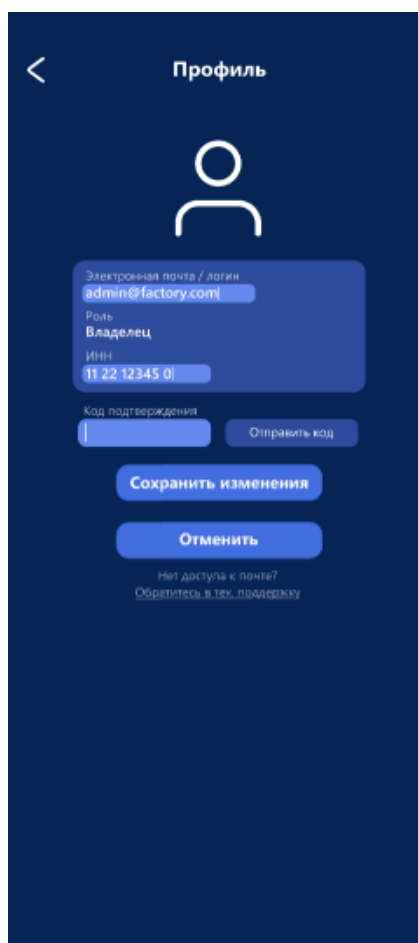 Профиль
Электронная почта / логин
admin@factory.com
Роль
Владелец
ИНН
11 22 12345 0
Код подтверждения
Отправить код
Сохранить изменения
Отменить
Нет доступа к почте?
Обратитесь в тех. поддержку